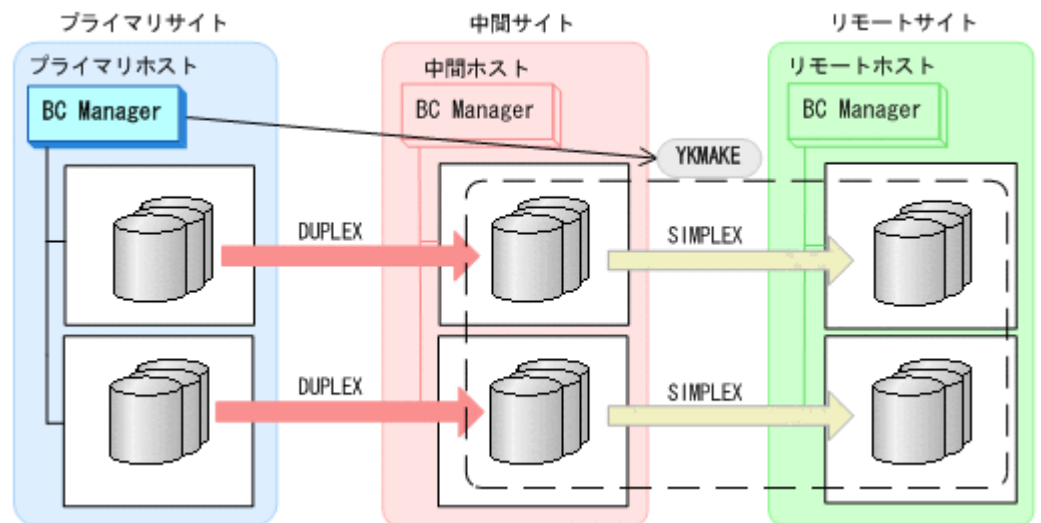 プライマリサイト
中間サイト
リモートサイト
プライマリホスト
中間ホスト
リモートホスト
BC Manager
BC Manager
BC Manager
YKMAKE
DUPLEX
SIMPLEX
DUPLEX
SIMPLEX